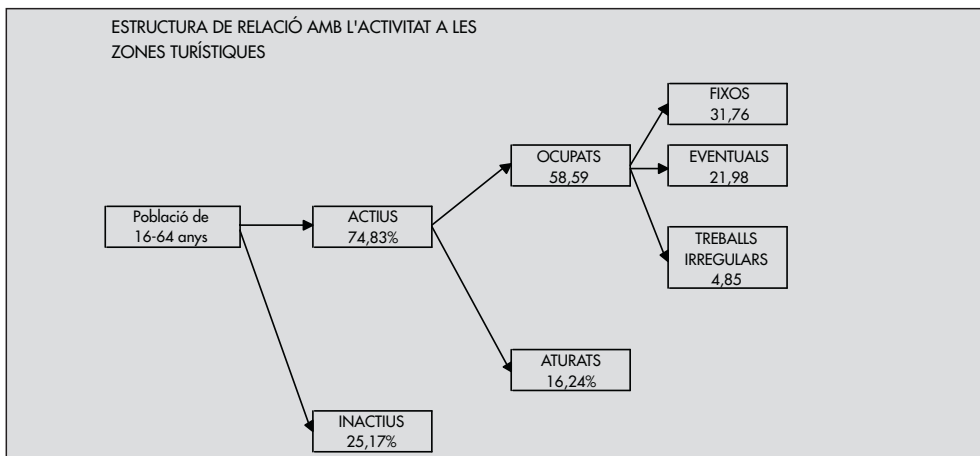 ESTRUCTURA DE RELACIÓ AMB L'ACTIVITAT A LES
ZONES TURÍSTIQUES
FIXOS
31,76
OCUPATS
58,59
EVENTUALS
21,98
Població de
16-64 anys
ACTIUS
74,83%
TREBALLS
IRREGULARS
4,85
ATURATS
16,24%
INACTIUS
25,17%